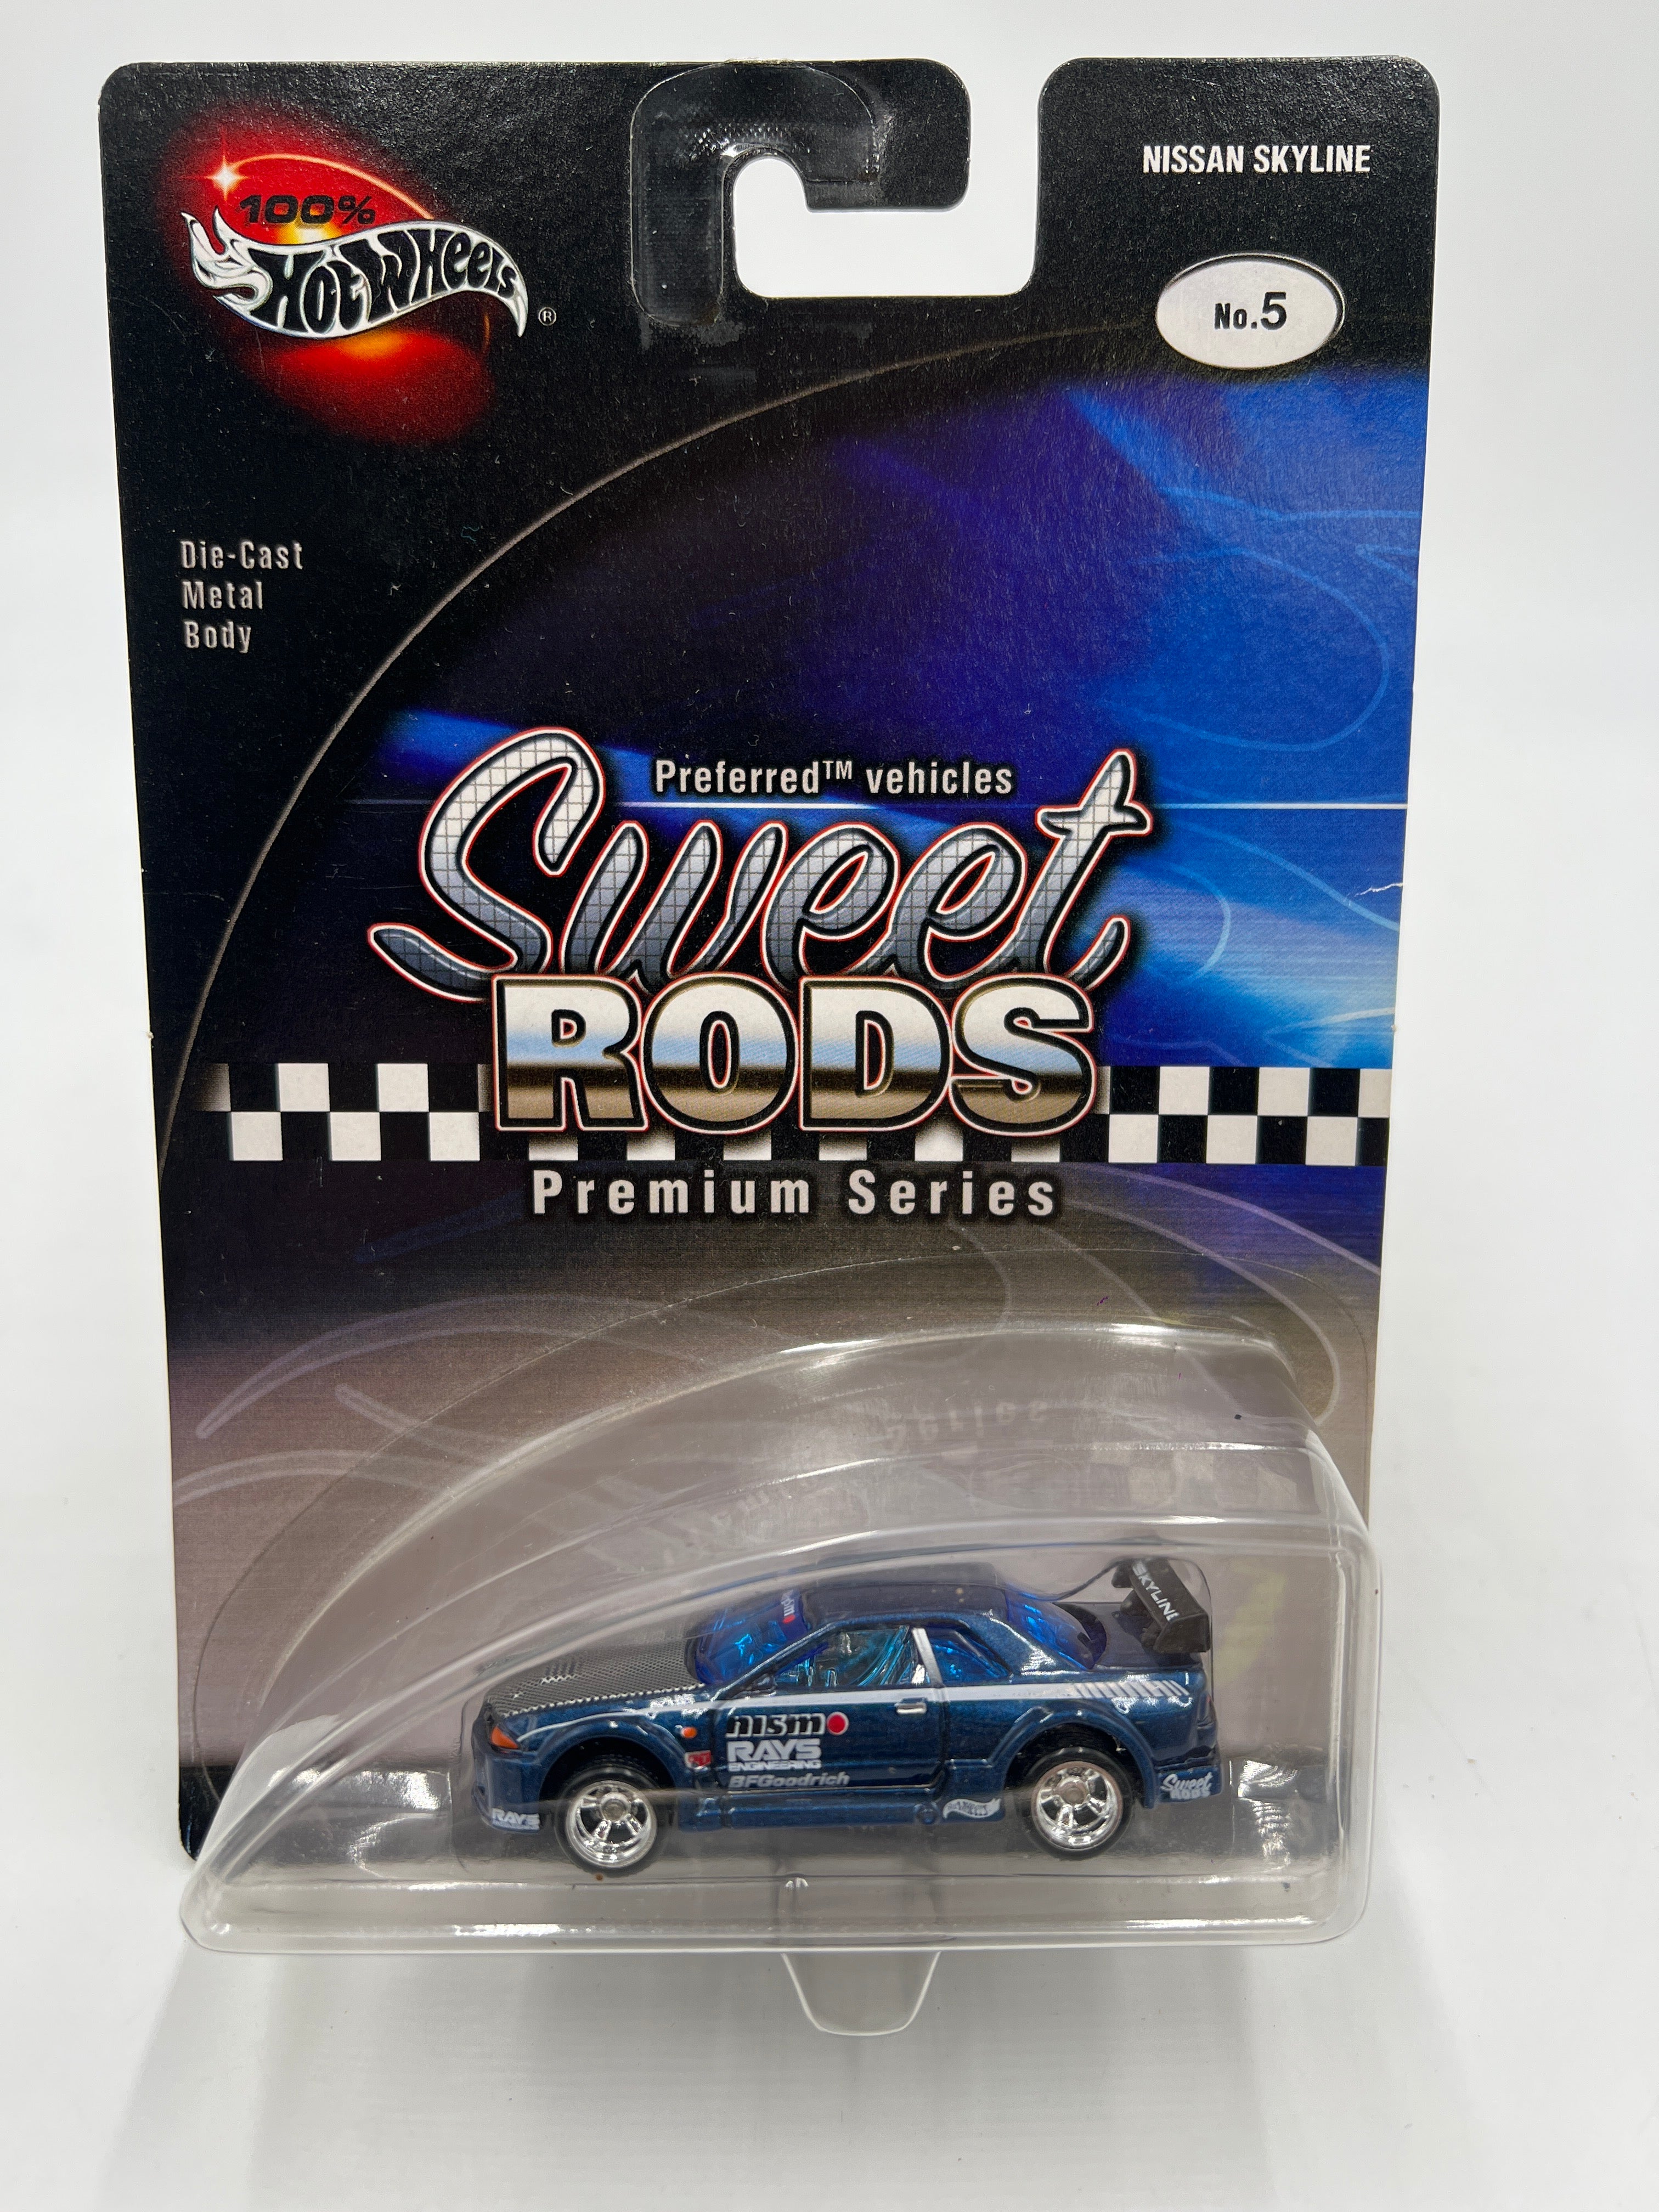 100%
Hot Wheels ®
NISSAN SKYLINE
No.5
Die-Cast
Metal
Body
Preferred™ vehicles
Sweet
RODS
Premium Series
SKYLINE
nismo
RAYS
ENGINEERING
BFGoodrich
RAYS
Sweet
RODS